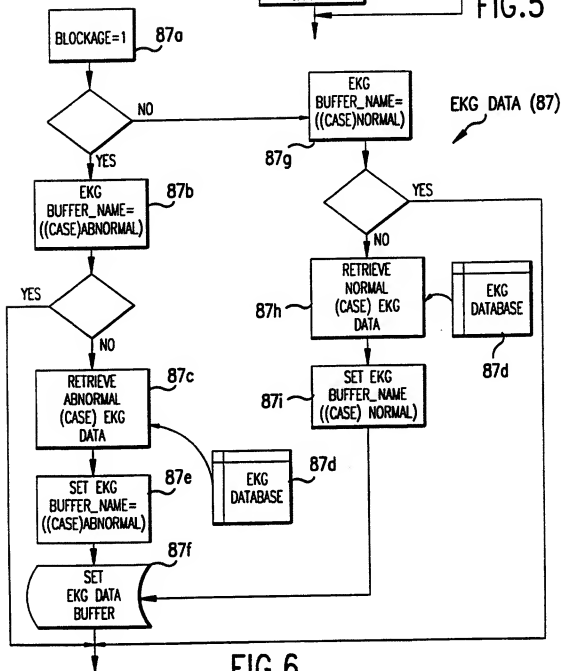 FIG.5
BLOCKAGE=1
87a
NO
YES
EKG
BUFFER_NAME=
((CASE)ABNORMAL)
87b
YES
NO
RETRIEVE
ABNORMAL
(CASE) EKG
DATA
87c
EKG
DATABASE
87d
SET EKG
BUFFER_NAME=
((CASE)ABNORMAL)
87e
SET
EKG DATA
BUFFER
87f
EKG
BUFFER_NAME=
((CASE)NORMAL)
87g
EKG DATA (87)
YES
NO
RETRIEVE
NORMAL
(CASE) EKG
DATA
87h
EKG
DATABASE
87d
SET EKG
BUFFER_NAME
((CASE) NORMAL)
87i
FIG.6